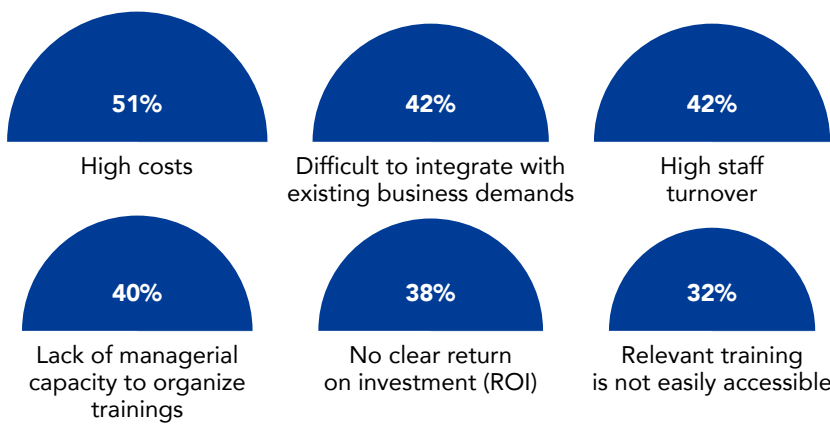 51%
High costs
42%
Difficult to integrate with
existing business demands
42%
High staff
turnover
40%
Lack of managerial
capacity to organize
trainings
38%
No clear return
on investment (ROI)
32%
Relevant training
is not easily accessible